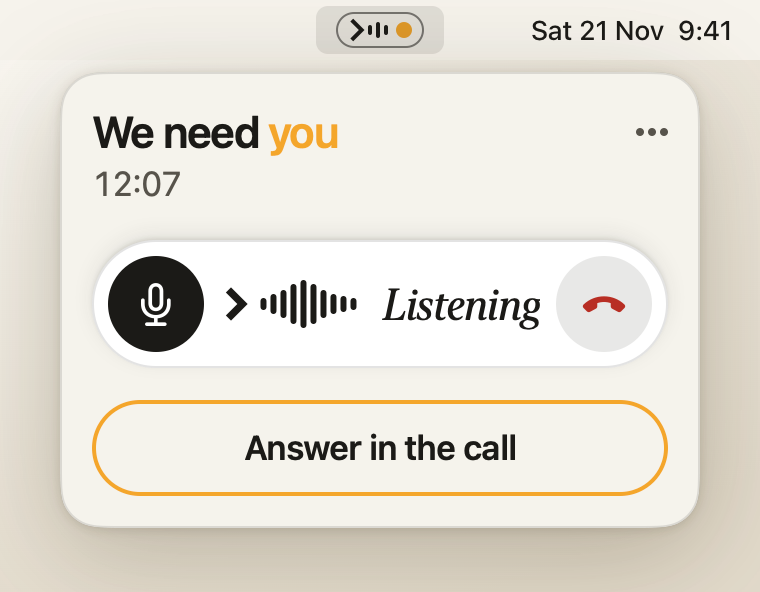 Sat 21 Nov 9:41
We need you
12:07
Listening
Answer in the call